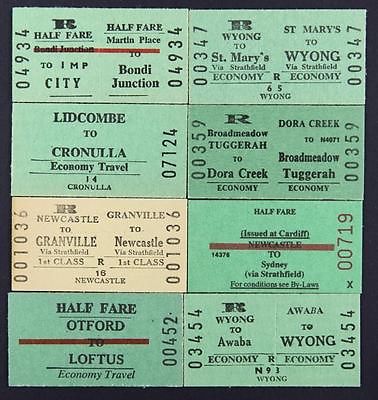 04934
R
HALF FARE
Bondi Junction
TO 1MP
CITY
HALF FARE
Martin Place
TO
Bondi
Junction
04934
00347
R
WYONG
TO
St. Mary's
Via Strathfield
ECONOMY R ECONOMY
ST MARY'S
TO
WYONG
Via Strathfield
65
WYONG
00347
LIDCOMBE
TO
CRONULLA
Economy Travel
14
CRONULLA
07124
00359
R
Broadmeadow
TUGGERAH
TO
Dora Creek
ECONOMY
DORA CREEK
TO N4071
Broadmeadow
Tuggerah
ECONOMY
00359
001036
R
NEWCASTLE
TO
GRANVILLE
Via Strathfield
1st CLASS R 1st CLASS
GRANVILLE
TO
Newcastle
Via Strathfield
16
NEWCASTLE
001036
HALF FARE
(Issued at Cardiff)
NEWCASTLE
14376 TO
Sydney
(via Strathfield)
For conditions see By-Laws X
00719
HALF FARE
OTFORD
TO
LOFTUS
Economy Travel
00452
03454
R
WYONG
TO
Awaba
ECONOMY R ECONOMY
AWABA
TO
WYONG
N93
WYONG
03454